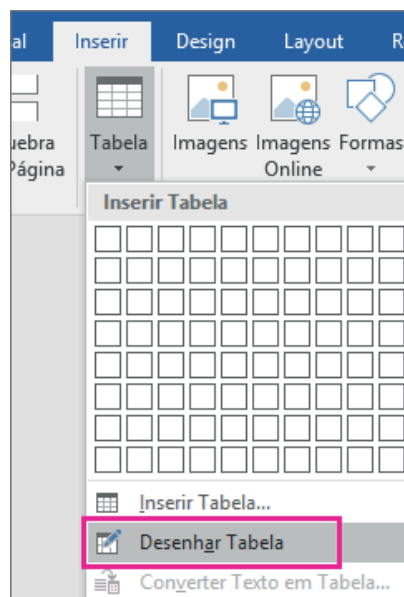 al Inserir Design Layout R
uebra Tabela Imagens Imagens Formas
Página Online
Inserir Tabela
Inserir Tabela...
Desenhar Tabela
Converter Texto em Tabela...